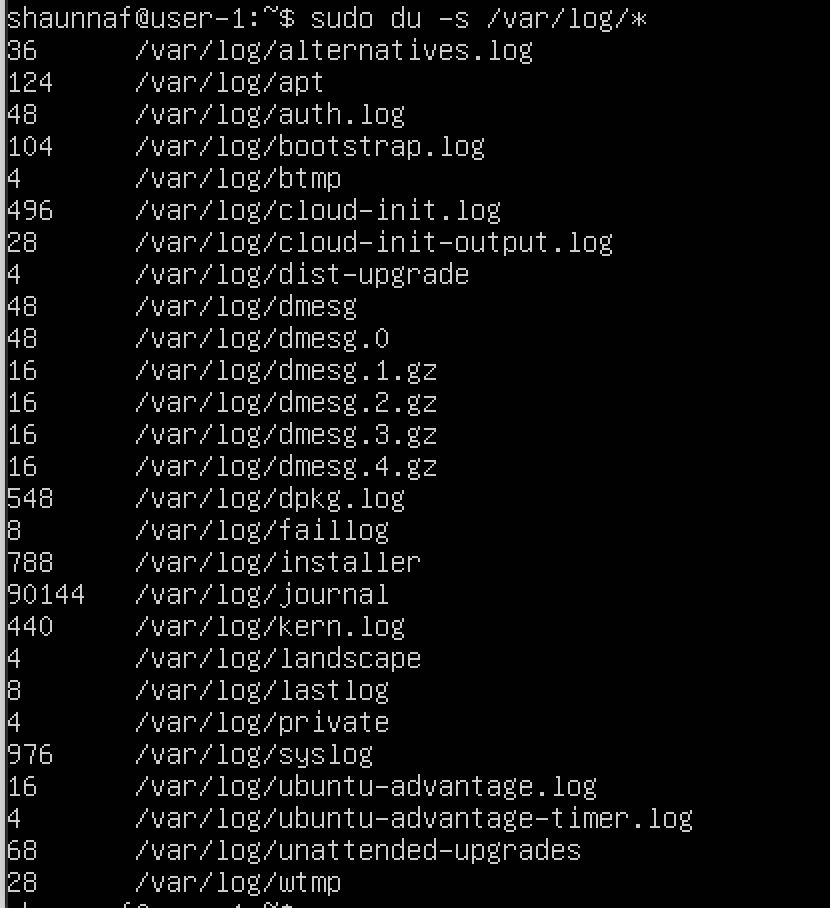 shaunnaf@user-1:~$ sudo du -s /var/log/*
36 /var/log/alternatives.log
124 /var/log/apt
48 /var/log/auth.log
104 /var/log/bootstrap.log
4 /var/log/btmp
496 /var/log/cloud-init.log
28 /var/log/cloud-init-output.log
4 /var/log/dist-upgrade
48 /var/log/dmesg
48 /var/log/dmesg.0
16 /var/log/dmesg.1.gz
16 /var/log/dmesg.2.gz
16 /var/log/dmesg.3.gz
16 /var/log/dmesg.4.gz
548 /var/log/dpkg.log
8 /var/log/faillog
788 /var/log/installer
90144 /var/log/journal
440 /var/log/kern.log
4 /var/log/landscape
8 /var/log/lastlog
4 /var/log/private
976 /var/log/syslog
16 /var/log/ubuntu-advantage.log
4 /var/log/ubuntu-advantage-timer.log
68 /var/log/unattended-upgrades
28 /var/log/wtmp